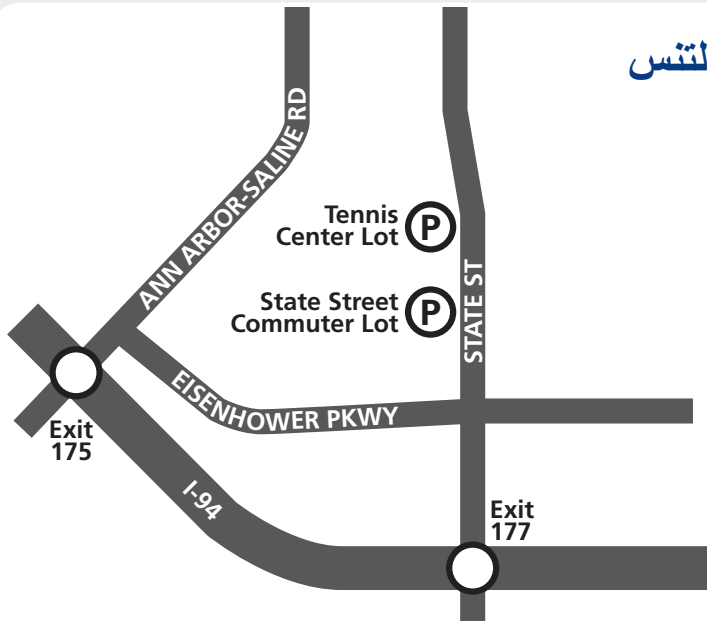 لتنس
ANN ARBOR-SALINE RD
Tennis
Center Lot
P
State Street
Commuter Lot
P
STATE ST
EISENHOWER PKWY
Exit
175
I-94
Exit
177